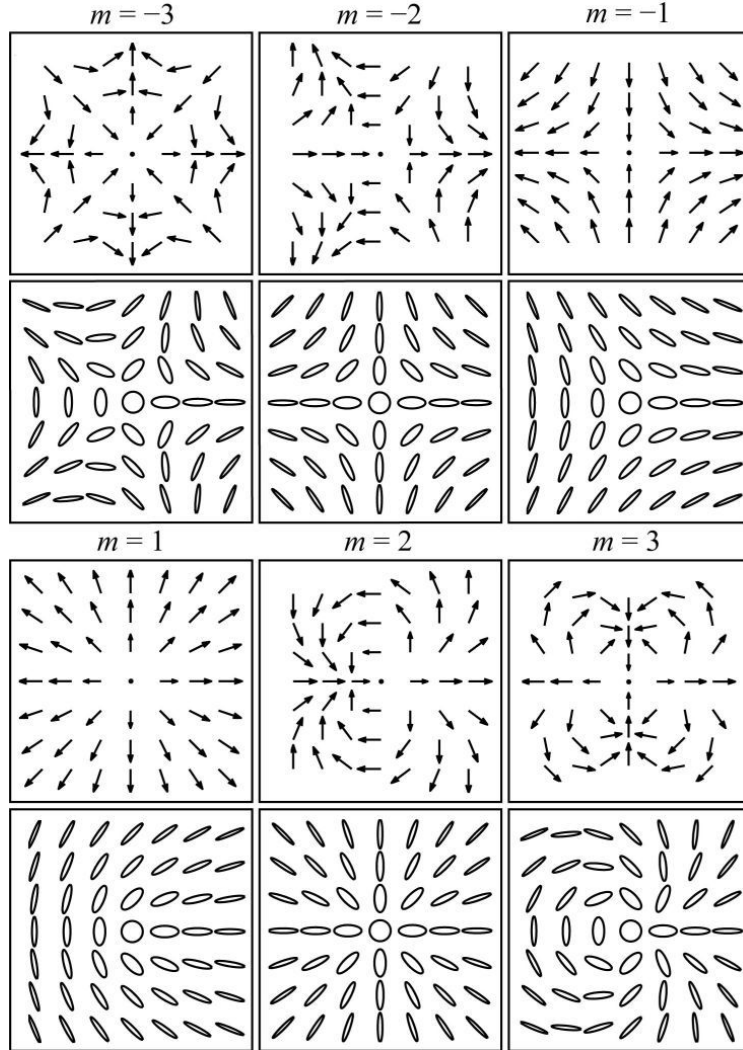 m = −3 m = −2 m = −1
m = 1 m = 2 m = 3